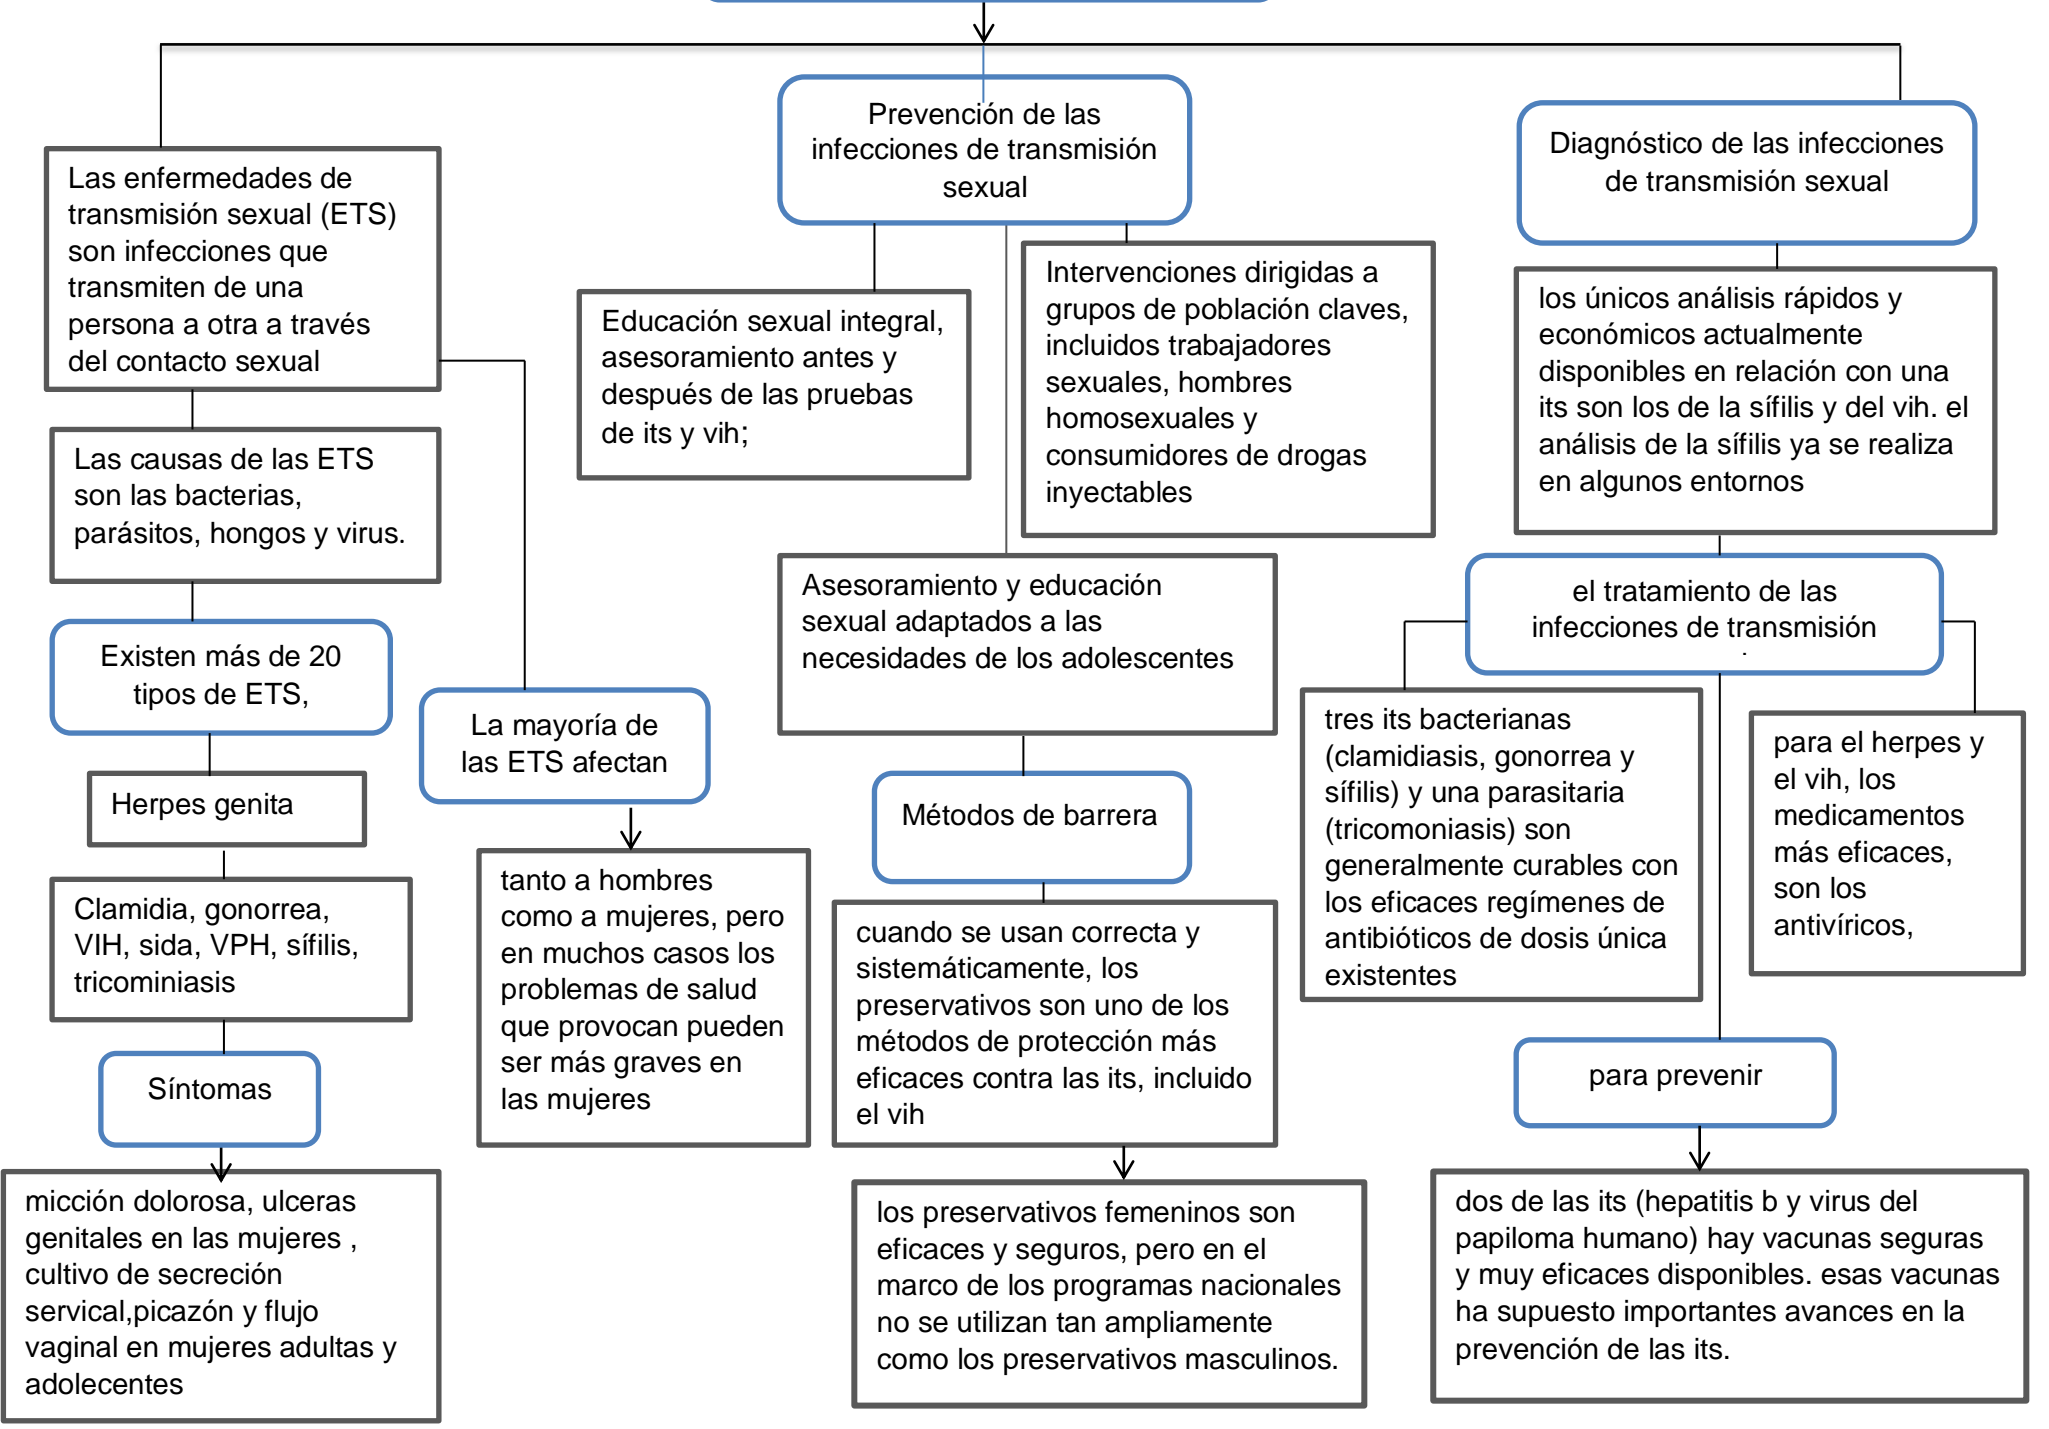 Las enfermedades de
transmisión sexual (ETS)
son infecciones que
transmiten de una
persona a otra a través
del contacto sexual
Las causas de las ETS
son las bacterias,
parásitos, hongos y virus.
Existen más de 20
tipos de ETS,
Herpes genita
Clamidia, gonorrea,
VIH, sida, VPH, sífilis,
tricominiasis
Síntomas
micción dolorosa, ulceras
genitales en las mujeres ,
cultivo de secreción
servical,picazón y flujo
vaginal en mujeres adultas y
adolecentes
La mayoría de
las ETS afectan
tanto a hombres
como a mujeres, pero
en muchos casos los
problemas de salud
que provocan pueden
ser más graves en
las mujeres
Prevención de las
infecciones de transmisión
sexual
Educación sexual integral,
asesoramiento antes y
después de las pruebas
de its y vih;
Intervenciones dirigidas a
grupos de población claves,
incluidos trabajadores
sexuales, hombres
homosexuales y
consumidores de drogas
inyectables
Asesoramiento y educación
sexual adaptados a las
necesidades de los adolescentes
Métodos de barrera
cuando se usan correcta y
sistemáticamente, los
preservativos son uno de los
métodos de protección más
eficaces contra las its, incluido
el vih
los preservativos femeninos son
eficaces y seguros, pero en el
marco de los programas nacionales
no se utilizan tan ampliamente
como los preservativos masculinos.
Diagnóstico de las infecciones
de transmisión sexual
los únicos análisis rápidos y
económicos actualmente
disponibles en relación con una
its son los de la sífilis y del vih. el
análisis de la sífilis ya se realiza
en algunos entornos
el tratamiento de las
infecciones de transmisión
tres its bacterianas
(clamidiasis, gonorrea y
sífilis) y una parasitaria
(tricomoniasis) son
generalmente curables con
los eficaces regímenes de
antibióticos de dosis única
existentes
para el herpes y
el vih, los
medicamentos
más eficaces,
son los
antivíricos,
para prevenir
dos de las its (hepatitis b y virus del
papiloma humano) hay vacunas seguras
y muy eficaces disponibles. esas vacunas
ha supuesto importantes avances en la
prevención de las its.